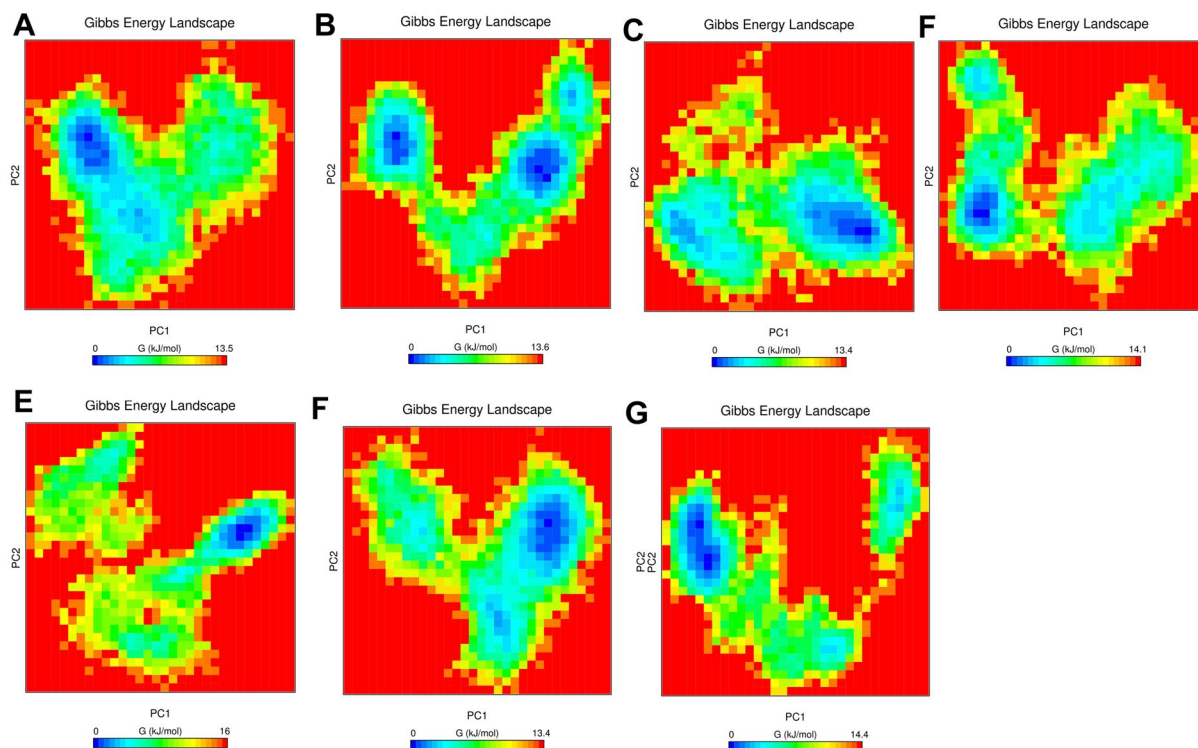 A
Gibbs Energy Landscape
PC2
PC1
0 G (kJ/mol) 13.5
B
Gibbs Energy Landscape
PC2
PC1
0 G (kJ/mol) 13.6
C
Gibbs Energy Landscape
PC2
PC1
0 G (kJ/mol) 13.4
F
Gibbs Energy Landscape
PC2
PC1
0 G (kJ/mol) 14.1
E
Gibbs Energy Landscape
PC2
PC1
0 G (kJ/mol) 16
F
Gibbs Energy Landscape
PC2
PC1
0 G (kJ/mol) 13.4
G
Gibbs Energy Landscape
PC2
PC2
PC1
0 G (kJ/mol) 14.4